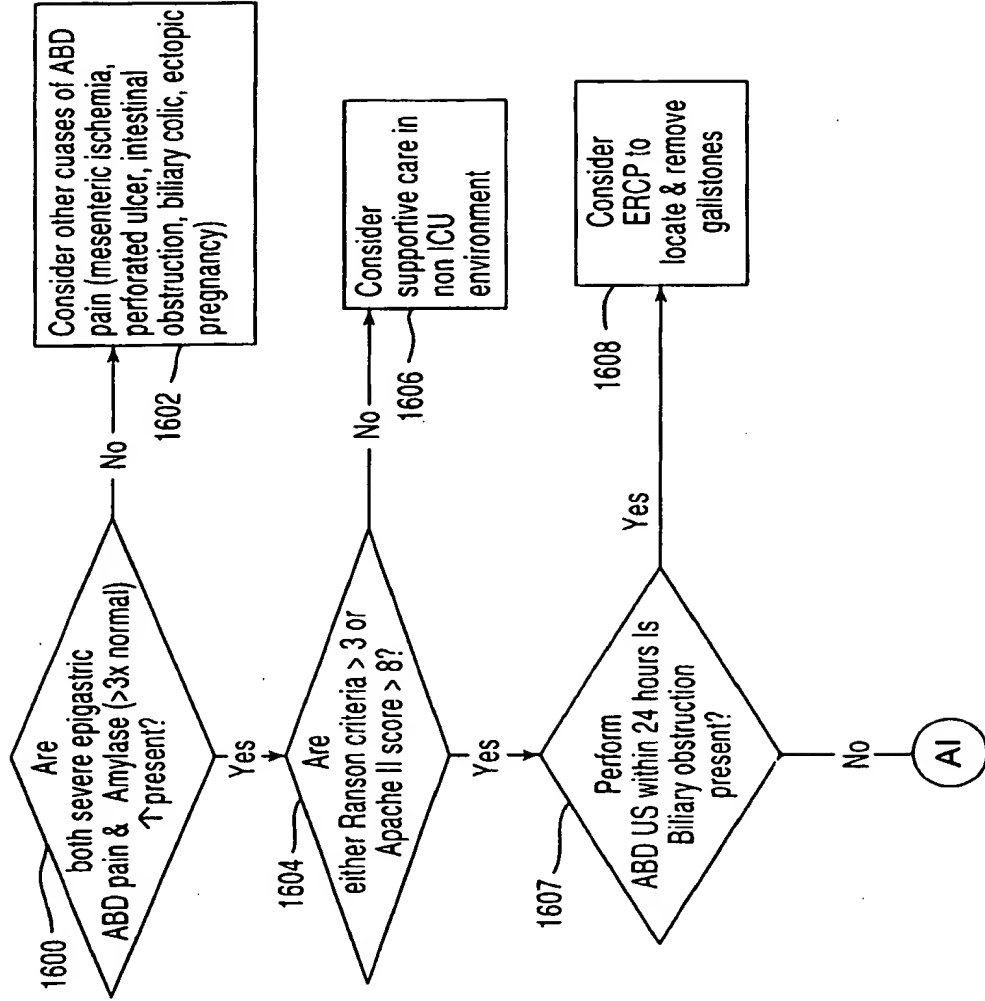 Are
both severe epigastric
ABD pain & Amylase (>3x normal)
↑present?
1600
No
Consider other cuases of ABD
pain (mesenteric ischemia,
perforated ulcer, intestinal
obstruction, biliary colic, ectopic
pregnancy)
1602
Yes
Are
either Ranson criteria > 3 or
Apache II score > 8?
1604
No
Consider
supportive care in
non ICU
environment
1606
Yes
Perform
ABD US within 24 hours Is
Biliary obstruction
present?
1607
Yes
Consider
ERCP to
locate & remove
gallstones
1608
No
AI